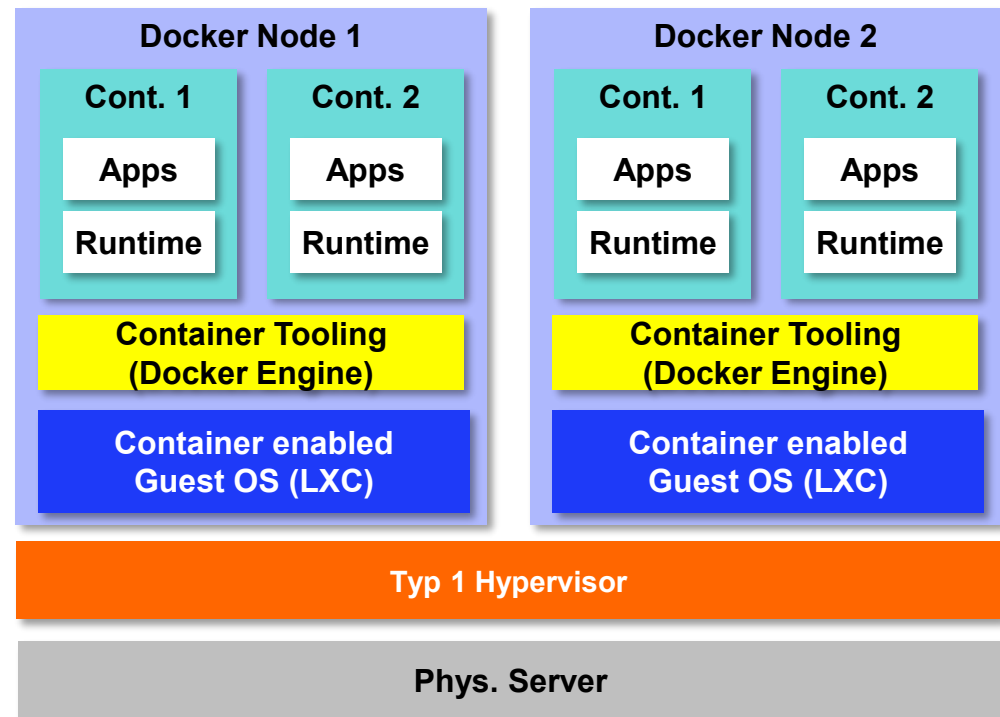 Docker Node 1
Cont. 1
Cont. 2
Apps
Apps
Runtime
Runtime
Container Tooling
(Docker Engine)
Container enabled
Guest OS (LXC)
Docker Node 2
Cont. 1
Cont. 2
Apps
Apps
Runtime
Runtime
Container Tooling
(Docker Engine)
Container enabled
Guest OS (LXC)
Typ 1 Hypervisor
Phys. Server